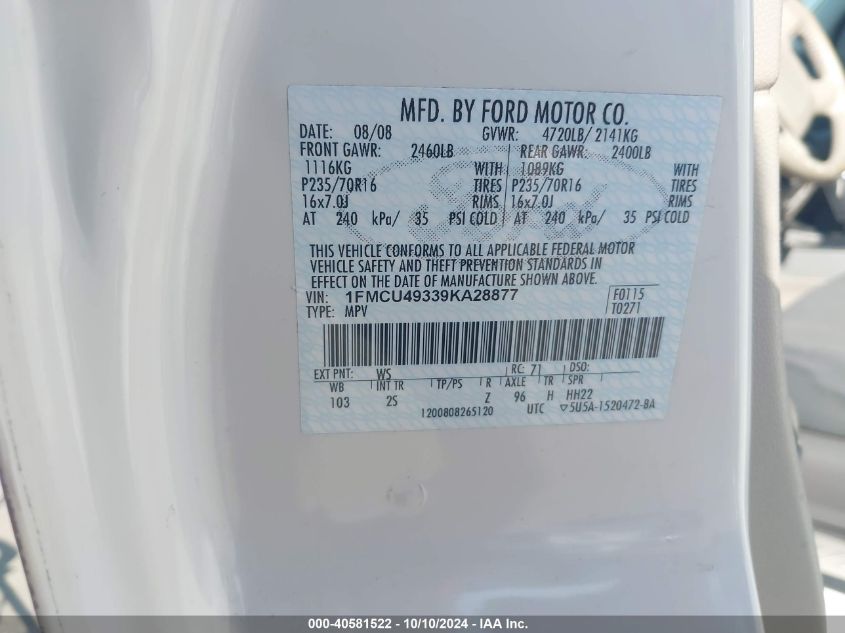 MFD. BY FORD MOTOR CO.
DATE: 08/08 GVWR: 4720LB/ 2141KG
FRONT GAWR: 2460LB REAR GAWR: 2400LB
1116KG WITH 1089KG WITH
P235/70R16 TIRES P235/70R16 TIRES
16x7.0J RIMS 16x7.0J RIMS
AT 240 kPa/ 35 PSI COLD AT 240 kPa/ 35 PSI COLD
Ford
THIS VEHICLE CONFORMS TO ALL APPLICABLE FEDERAL MOTOR
VEHICLE SAFETY AND THEFT PREVENTION STANDARDS IN
EFFECT ON THE DATE OF MANUFACTURE SHOWN ABOVE.
VIN: 1FMCU49339KA28877 F0115
TYPE: MPV T0271
EXT PNT: WS RC: 71 DSO:
WB INT TR TP/PS R AXLE TR SPR
103 2S Z 96 H HH22
1200808265120 UTC ▽5U5A-1520472-BA
000-40581522 - 10/10/2024 - IAA Inc.